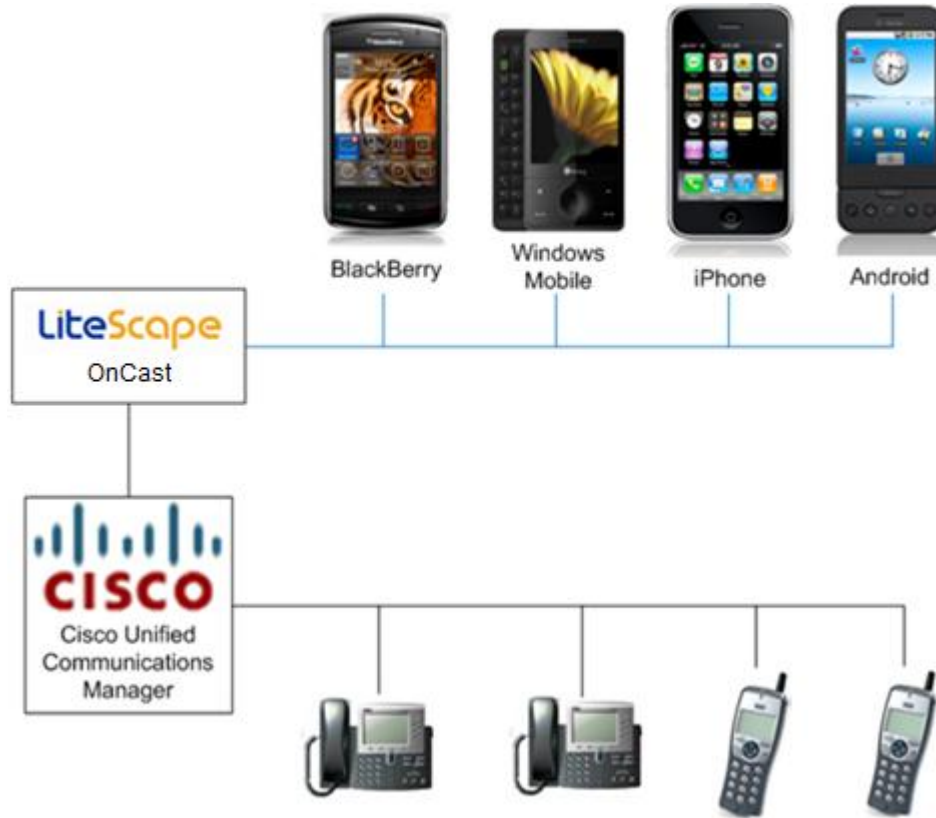 BlackBerry
Windows
Mobile
iPhone
Android
LiteScape
OnCast
CISCO
Cisco Unified
Communications
Manager